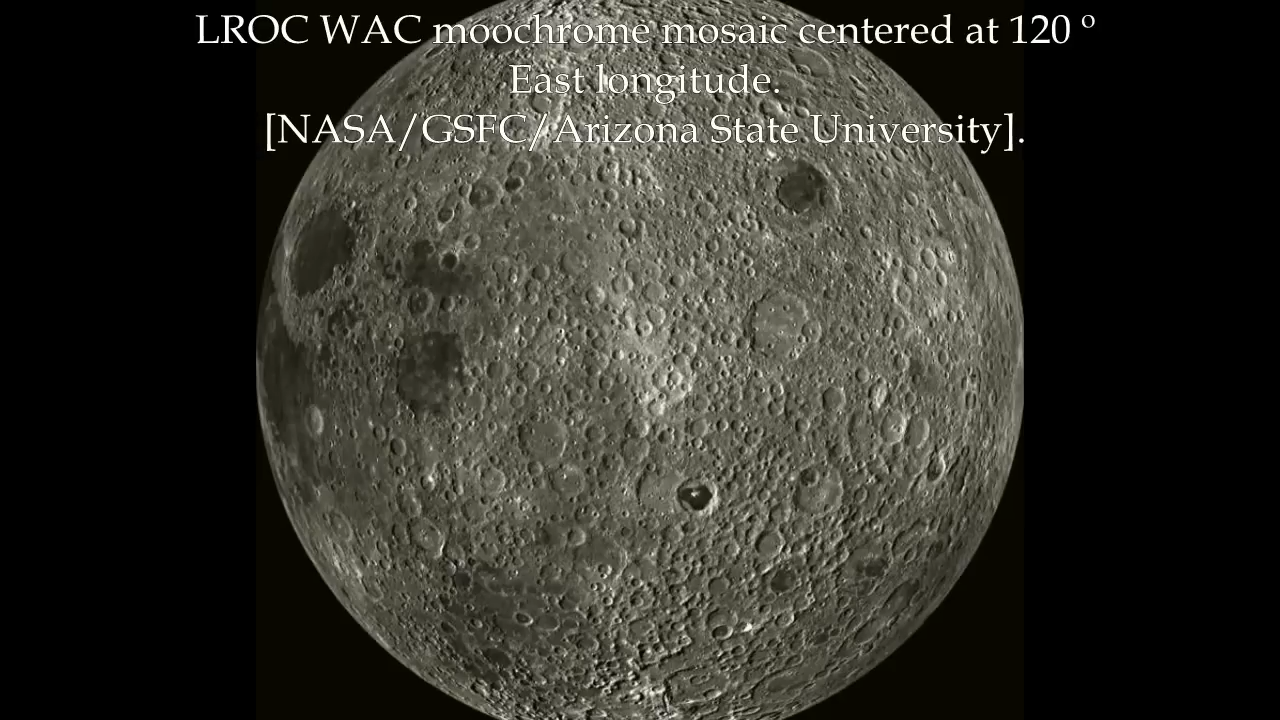 LROC WAC moochrome mosaic centered at 120 º
East longitude.
[NASA/GSFC/Arizona State University].